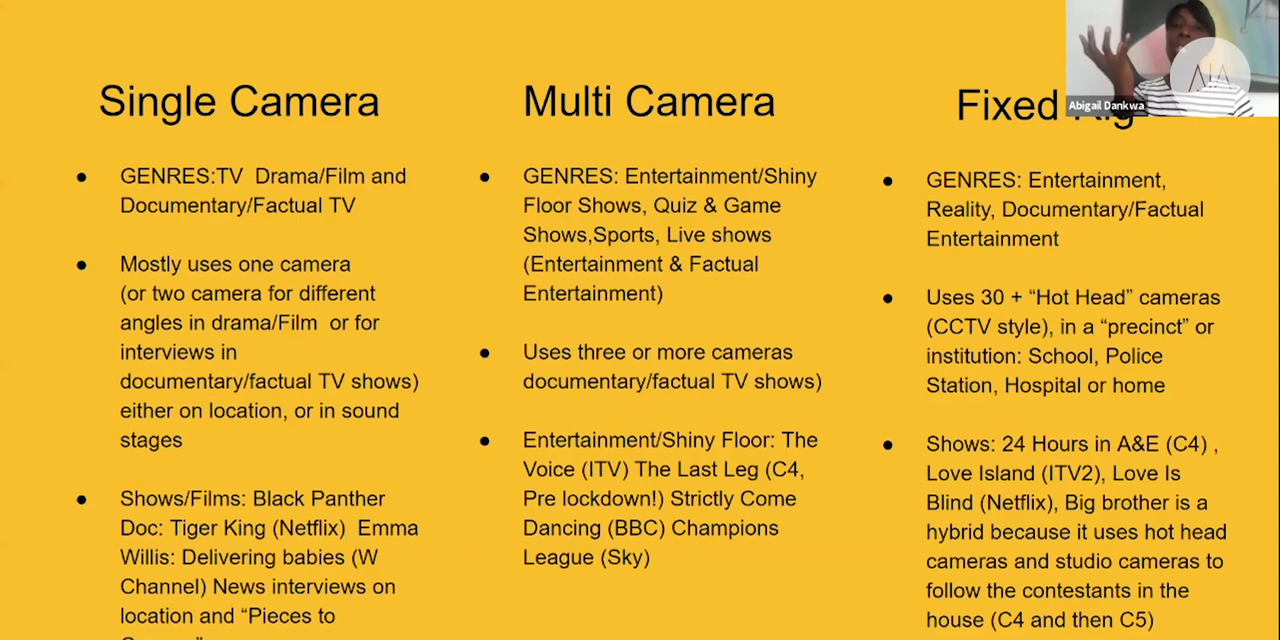 Single Camera
GENRES:TV Drama/Film and
Documentary/Factual TV
Mostly uses one camera
(or two camera for different
angles in drama/Film or for
interviews in
documentary/factual TV shows)
either on location, or in sound
stages
Shows/Films: Black Panther
Doc: Tiger King (Netflix) Emma
Willis: Delivering babies (W
Channel) News interviews on
location and “Pieces to
Multi Camera
GENRES: Entertainment/Shiny
Floor Shows, Quiz & Game
Shows,Sports, Live shows
(Entertainment & Factual
Entertainment)
Uses three or more cameras
documentary/factual TV shows)
Entertainment/Shiny Floor: The
Voice (ITV) The Last Leg (C4,
Pre lockdown!) Strictly Come
Dancing (BBC) Champions
League (Sky)
Fixed
GENRES: Entertainment,
Reality, Documentary/Factual
Entertainment
Uses 30 + “Hot Head” cameras
(CCTV style), in a “precinct” or
institution: School, Police
Station, Hospital or home
Shows: 24 Hours in A&E (C4) ,
Love Island (ITV2), Love Is
Blind (Netflix), Big brother is a
hybrid because it uses hot head
cameras and studio cameras to
follow the contestants in the
house (C4 and then C5)
Abigail Dankwa